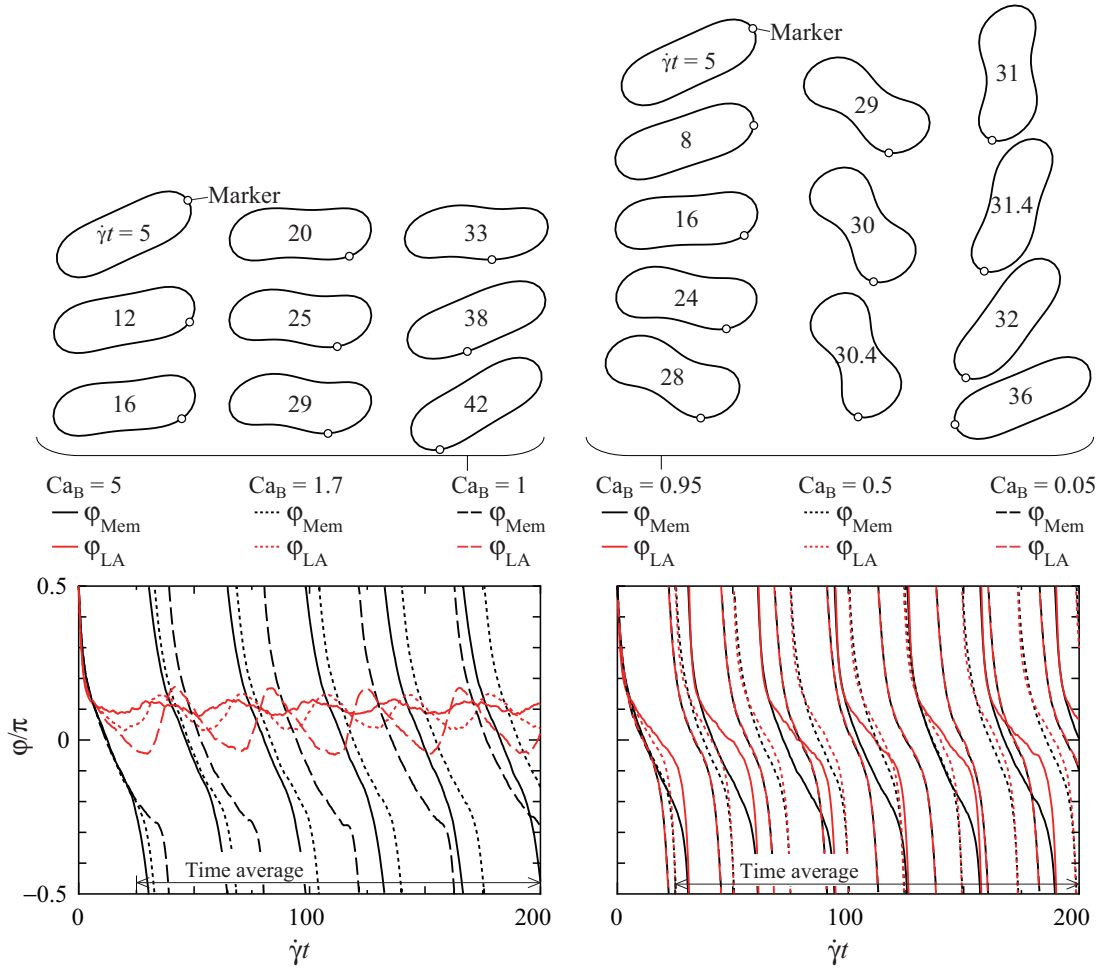 Marker
γ̇t = 5
12
16
20
25
29
33
38
42
Marker
γ̇t = 5
8
16
24
28
29
30
30.4
31
31.4
32
36
Ca_B = 5 Ca_B = 1.7 Ca_B = 1
φ_Mem φ_Mem φ_Mem
φ_LA φ_LA φ_LA
Ca_B = 0.95 Ca_B = 0.5 Ca_B = 0.05
φ_Mem φ_Mem φ_Mem
φ_LA φ_LA φ_LA
0.5
φ/π
0
−0.5
Time average
0 100 200
γ̇t
Time average
0 100 200
γ̇t